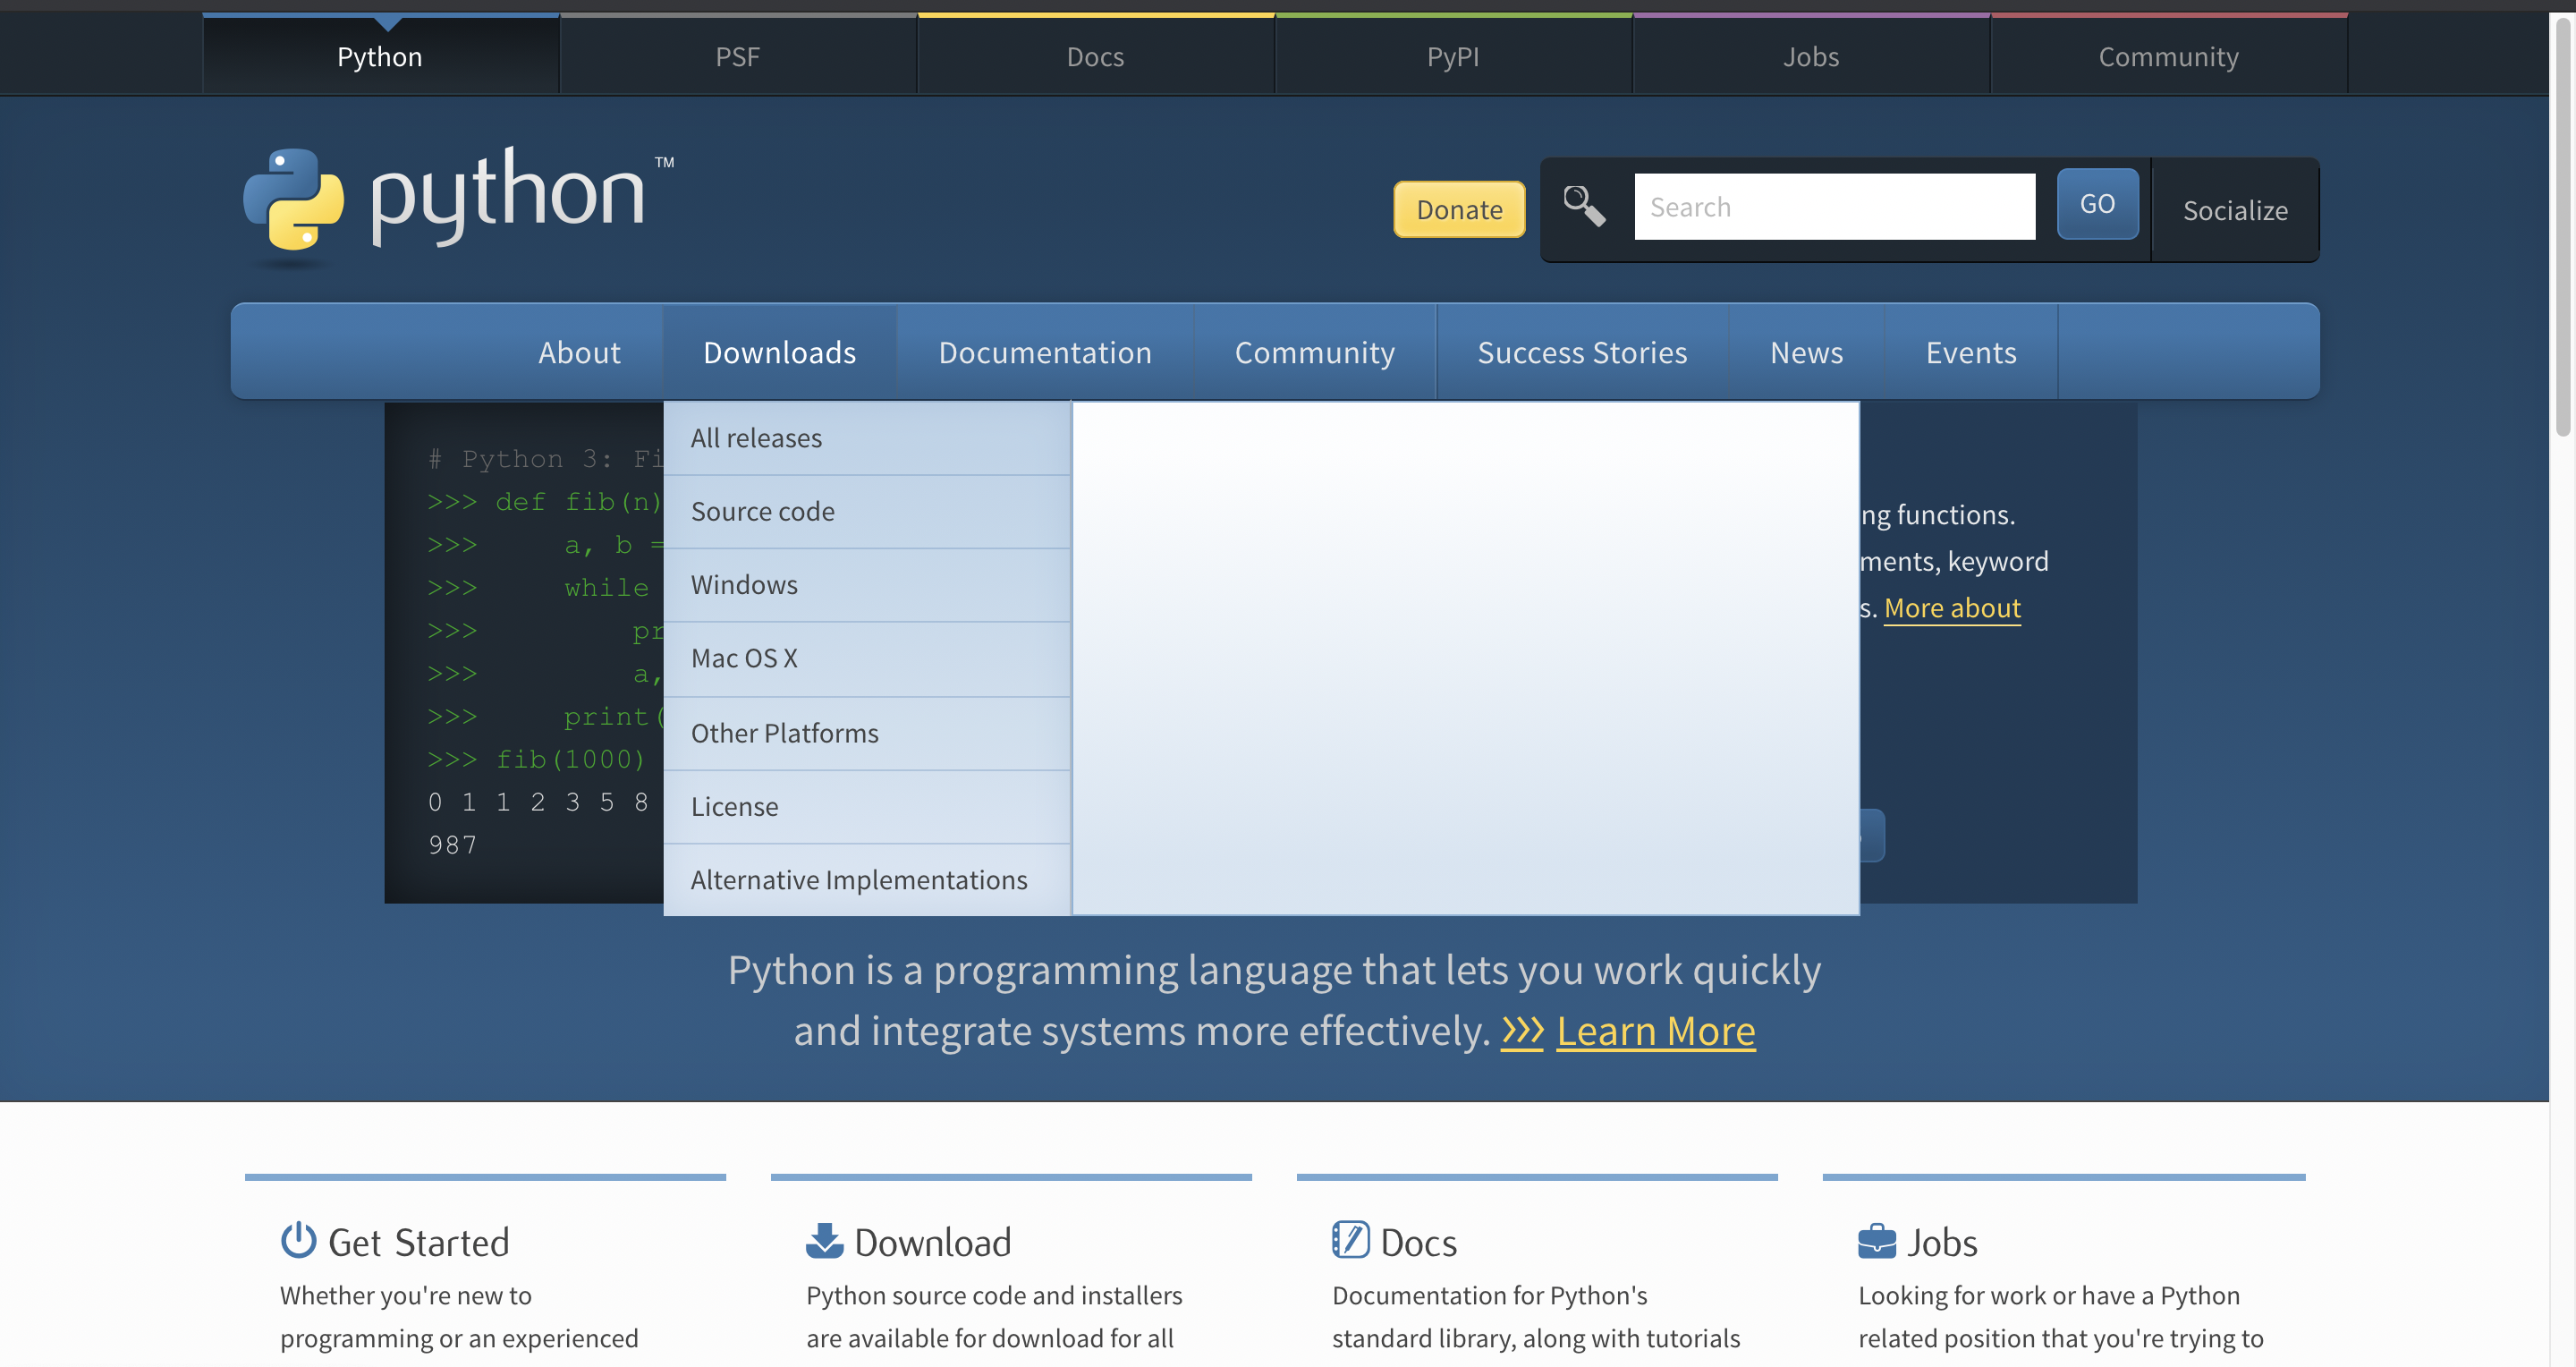 Python
PSF
Docs
PyPI
Jobs
Community
python™
Donate
Search
GO
Socialize
About
Downloads
Documentation
Community
Success Stories
News
Events
All releases
Source code
Windows
Mac OS X
Other Platforms
License
Alternative Implementations
# Python 3: Fi
>>> def fib(n)
>>>     a, b =
>>>     while
>>>         pr
>>>         a,
>>>     print(
>>> fib(1000)
0 1 1 2 3 5 8
987
ng functions.
ments, keyword
s. More about
Python is a programming language that lets you work quickly
and integrate systems more effectively. >>> Learn More
Get Started
Whether you're new to
programming or an experienced
Download
Python source code and installers
are available for download for all
Docs
Documentation for Python's
standard library, along with tutorials
Jobs
Looking for work or have a Python
related position that you're trying to